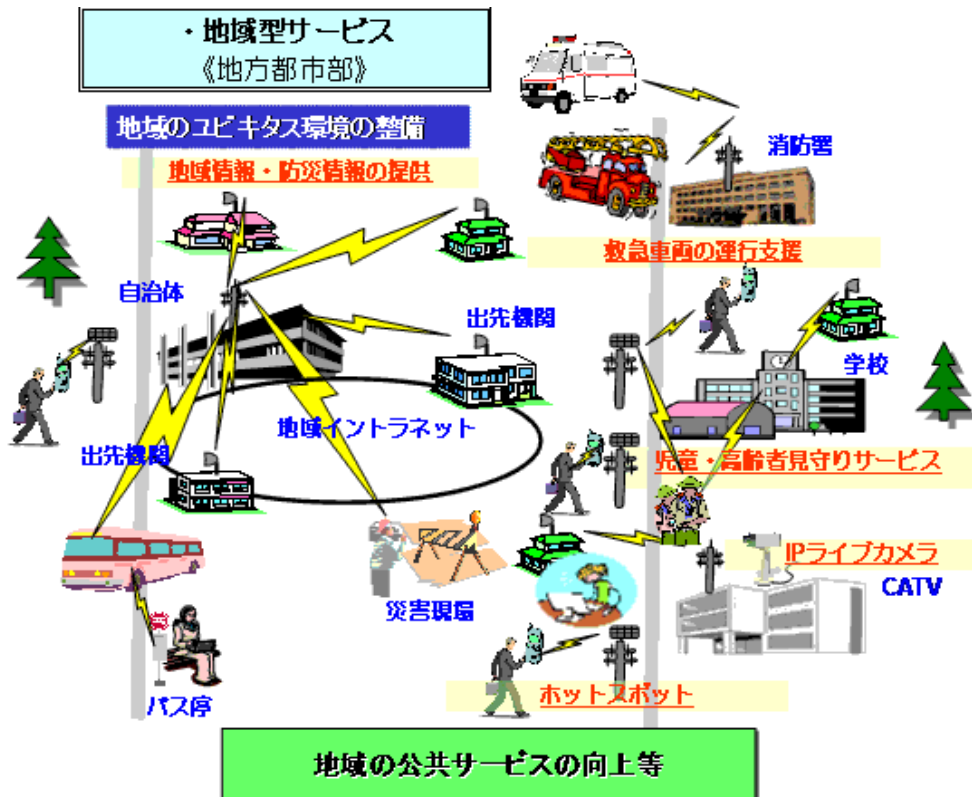 ・地域型サービス
《地方都市部》
地域のユビキタス環境の整備
地域情報・防災情報の提供
消防署
救急車両の運行支援
自治体
出先機関
学校
地域イントラネット
出先機関
児童・高齢者見守りサービス
IPライブカメラ
CATV
災害現場
ホットスポット
バス停
地域の公共サービスの向上等